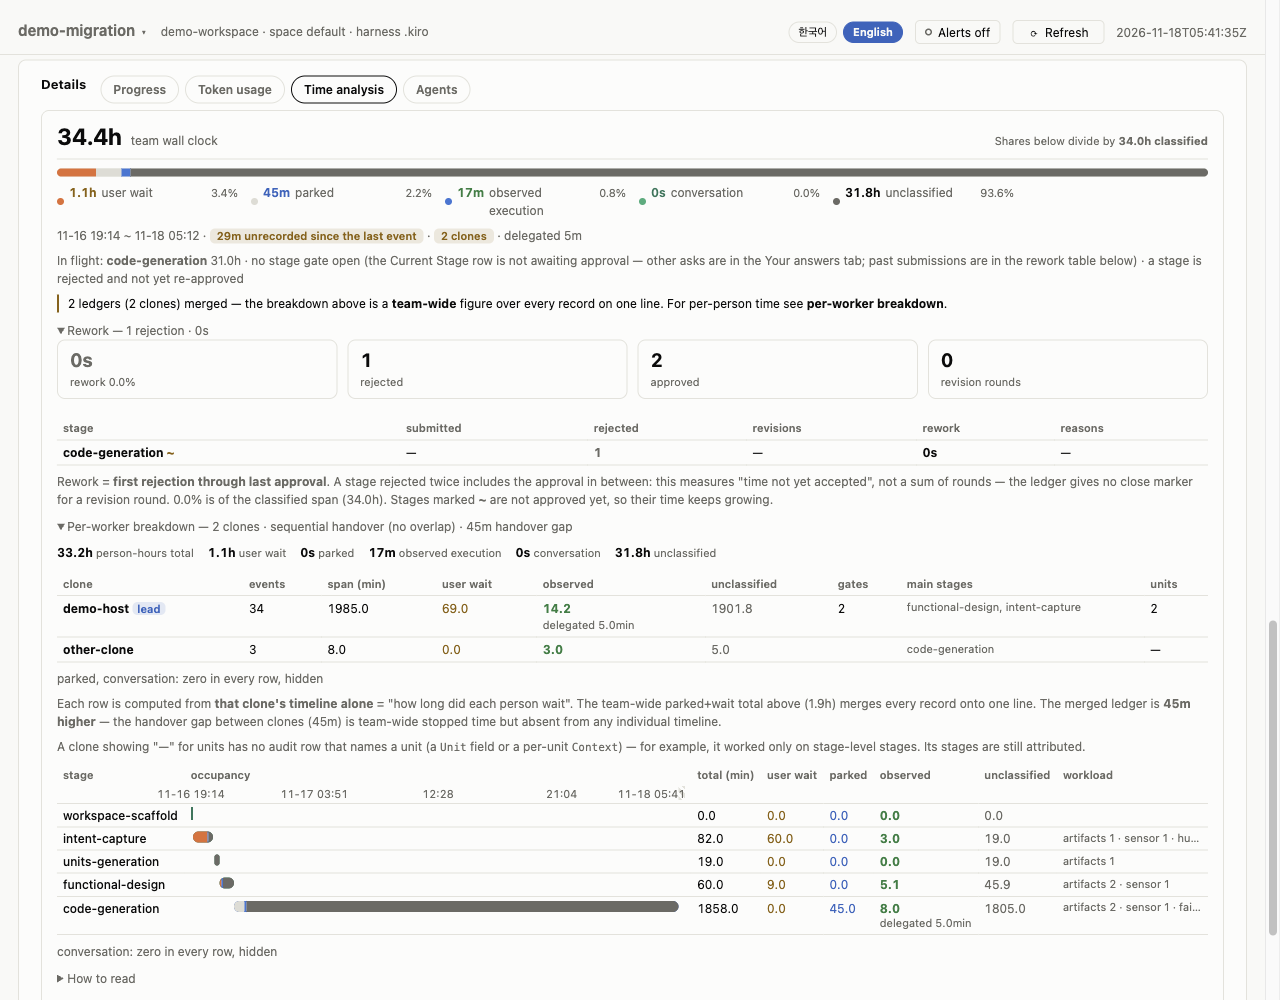 demo-migration ▾ demo-workspace · space default · harness .kiro 한국어 English Alerts off Refresh 2026-11-18T05:41:35Z
Details Progress Token usage Time analysis Agents
34.4h team wall clock Shares below divide by 34.0h classified
1.1h user wait 3.4% 45m parked 2.2% 17m observed execution 0.8% 0s conversation 0.0% 31.8h unclassified 93.6%
11-16 19:14 ~ 11-18 05:12 · 29m unrecorded since the last event · 2 clones · delegated 5m
In flight: code-generation 31.0h · no stage gate open (the Current Stage row is not awaiting approval — other asks are in the Your answers tab; past submissions are in the rework table below) · a stage is
rejected and not yet re-approved
2 ledgers (2 clones) merged — the breakdown above is a team-wide figure over every record on one line. For per-person time see per-worker breakdown.
▼ Rework — 1 rejection · 0s
0s 1 2 0
rework 0.0% rejected approved revision rounds
stage submitted rejected revisions rework reasons
code-generation ~ — 1 — 0s —
Rework = first rejection through last approval. A stage rejected twice includes the approval in between: this measures "time not yet accepted", not a sum of rounds — the ledger gives no close marker
for a revision round. 0.0% is of the classified span (34.0h). Stages marked ~ are not approved yet, so their time keeps growing.
▼ Per-worker breakdown — 2 clones · sequential handover (no overlap) · 45m handover gap
33.2h person-hours total 1.1h user wait 0s parked 17m observed execution 0s conversation 31.8h unclassified
clone events span (min) user wait observed unclassified gates main stages units
demo-host lead 34 1985.0 69.0 14.2 1901.8 2 functional-design, intent-capture 2
delegated 5.0min
other-clone 3 8.0 0.0 3.0 5.0 code-generation —
parked, conversation: zero in every row, hidden
Each row is computed from that clone's timeline alone = "how long did each person wait". The team-wide parked+wait total above (1.9h) merges every record onto one line. The merged ledger is 45m
higher — the handover gap between clones (45m) is team-wide stopped time but absent from any individual timeline.
A clone showing "—" for units has no audit row that names a unit (a Unit field or a per-unit Context) — for example, it worked only on stage-level stages. Its stages are still attributed.
stage occupancy total (min) user wait parked observed unclassified workload
11-16 19:14 11-17 03:51 12:28 21:04 11-18 05:41
workspace-scaffold 0.0 0.0 0.0 0.0 0.0
intent-capture 82.0 60.0 0.0 3.0 19.0 artifacts 1 · sensor 1 · hu...
units-generation 19.0 0.0 0.0 0.0 19.0 artifacts 1
functional-design 60.0 9.0 0.0 5.1 45.9 artifacts 2 · sensor 1
code-generation 1858.0 0.0 45.0 8.0 1805.0 artifacts 2 · sensor 1 · fai...
delegated 5.0min
conversation: zero in every row, hidden
▶ How to read